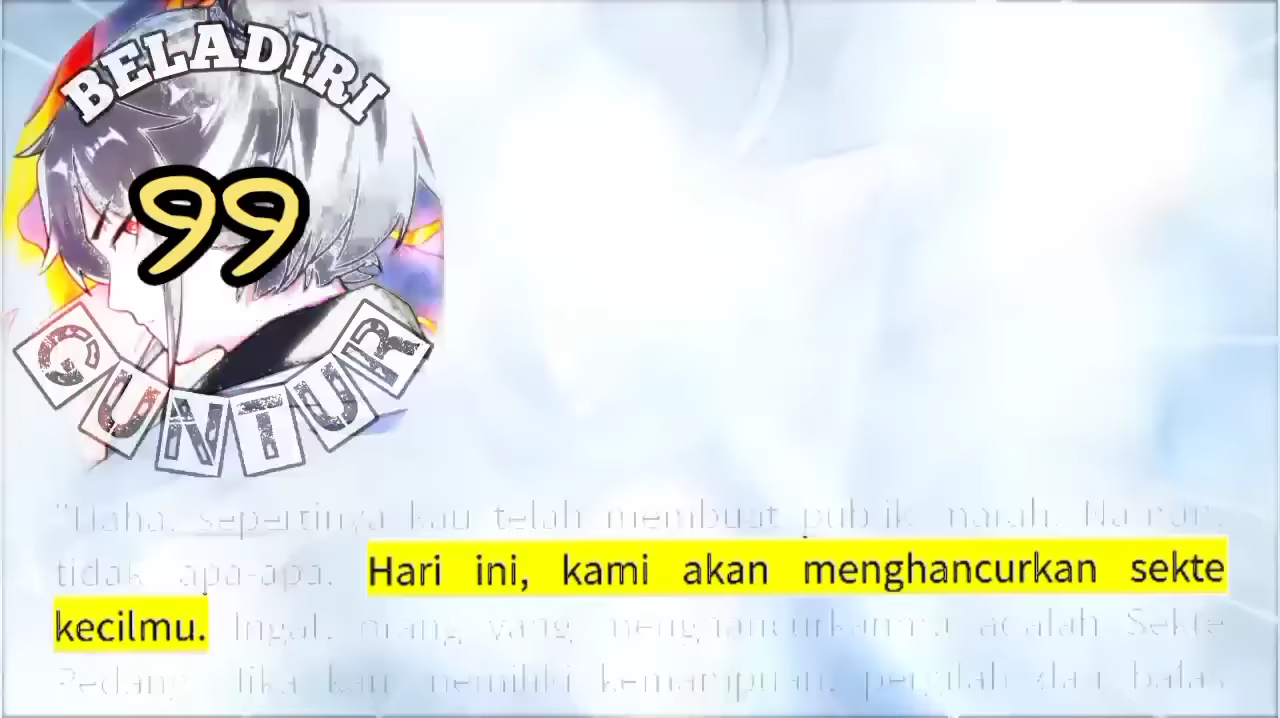 BELADIRI
99
GUNTUR
"Haha, sepertinya kau telah membuat publik marah. Namun,
tidak apa-apa. Hari ini, kami akan menghancurkan sekte
kecilmu. Ingat, orang yang menghancurkanmu adalah Sekte
Pedang. Jika kau memiliki kemampuan, pergilah dan balas